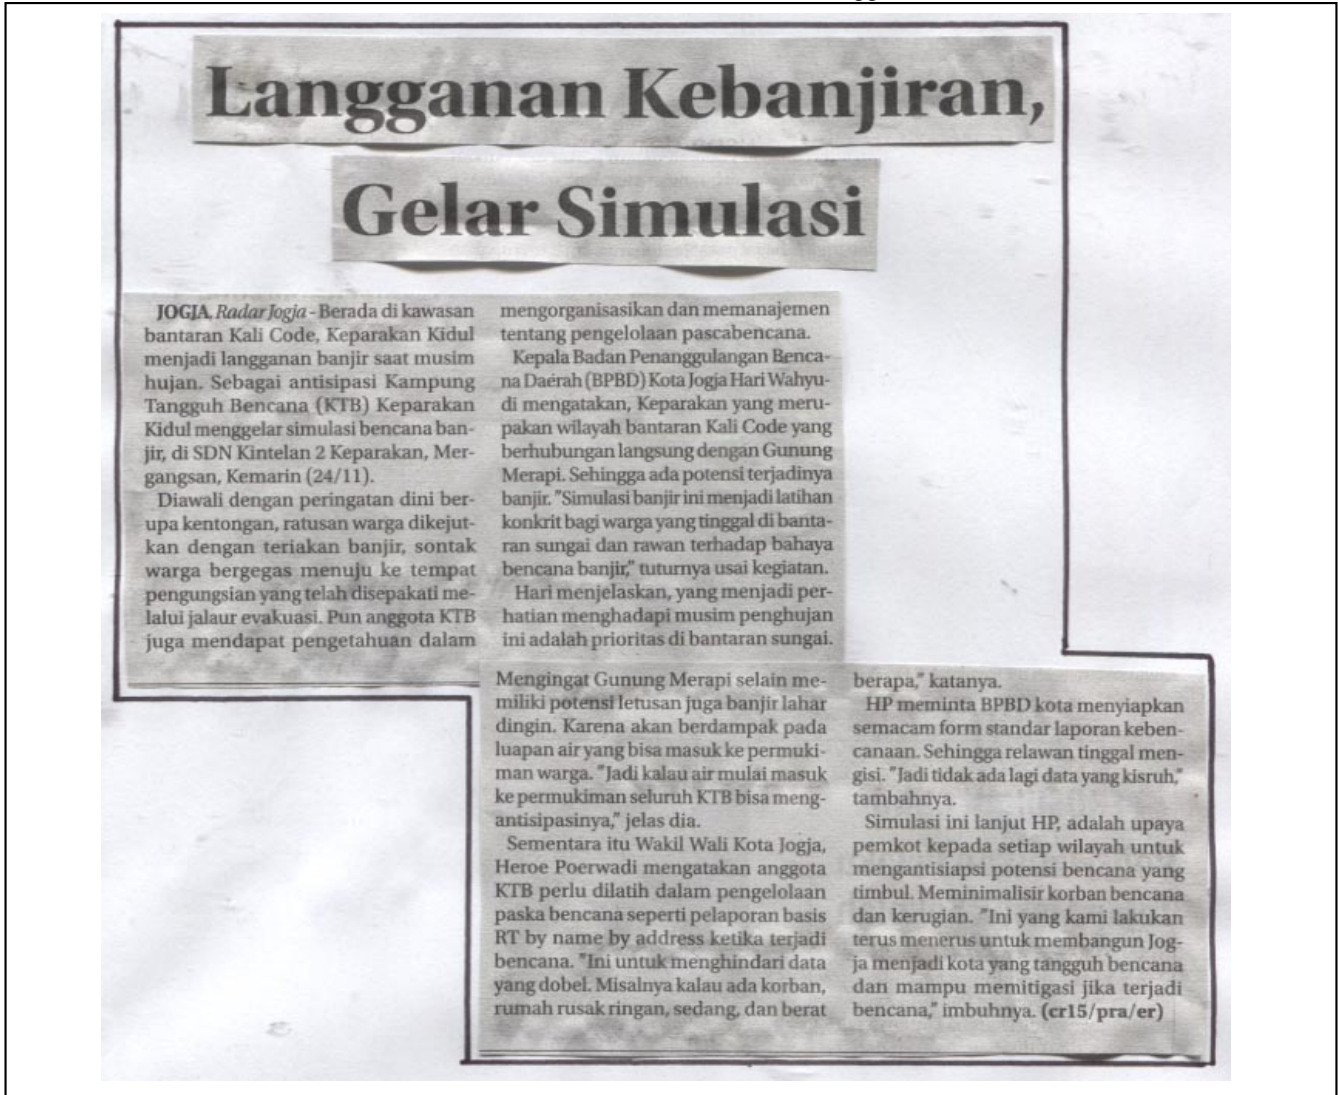 Langganan Kebanjiran,
Gelar Simulasi
JOGJA, Radar Jogja - Berada di kawasan
bantaran Kali Code, Keparakan Kidul
menjadi langganan banjir saat musim
hujan. Sebagai antisipasi Kampung
Tangguh Bencana (KTB) Keparakan
Kidul menggelar simulasi bencana ban-
jir, di SDN Kintelan 2 Keparakan, Mer-
gangsan, Kemarin (24/11).
Diawali dengan peringatan dini ber-
upa kentongan, ratusan warga dikejut-
kan dengan teriakan banjir, sontak
warga bergegas menuju ke tempat
pengungsian yang telah disepakati me-
lalui jalaur evakuasi. Pun anggota KTB
juga mendapat pengetahuan dalam
mengorganisasikan dan memanajemen
tentang pengelolaan pascabencana.
Kepala Badan Penanggulangan Benca-
na Daerah (BPBD) Kota Jogja Hari Wahyu-
di mengatakan, Keparakan yang meru-
pakan wilayah bantaran Kali Code yang
berhubungan langsung dengan Gunung
Merapi. Sehingga ada potensi terjadinya
banjir. "Simulasi banjir ini menjadi latihan
konkrit bagi warga yang tinggal di banta-
ran sungai dan rawan terhadap bahaya
bencana banjir," tuturnya usai kegiatan.
Hari menjelaskan, yang menjadi per-
hatian menghadapi musim penghujan
ini adalah prioritas di bantaran sungai.
Mengingat Gunung Merapi selain me-
miliki potensi letusan juga banjir lahar
dingin. Karena akan berdampak pada
luapan air yang bisa masuk ke permuki-
man warga. "Jadi kalau air mulai masuk
ke permukiman seluruh KTB bisa meng-
antisipasinya," jelas dia.
Sementara itu Wakil Wali Kota Jogja,
Heroe Poerwadi mengatakan anggota
KTB perlu dilatih dalam pengelolaan
paska bencana seperti pelaporan basis
RT by name by address ketika terjadi
bencana. "Ini untuk menghindari data
yang dobel. Misalnya kalau ada korban,
rumah rusak ringan, sedang, dan berat
berapa," katanya.
HP meminta BPBD kota menyiapkan
semacam form standar laporan keben-
canaan. Sehingga relawan tinggal men-
gisi. "Jadi tidak ada lagi data yang kisruh,"
tambahnya.
Simulasi ini lanjut HP, adalah upaya
pemkot kepada setiap wilayah untuk
mengantisiapsi potensi bencana yang
timbul. Meminimalisir korban bencana
dan kerugian. "Ini yang kami lakukan
terus menerus untuk membangun Jog-
ja menjadi kota yang tangguh bencana
dan mampu memitigasi jika terjadi
bencana," imbuhnya. (cr15/pra/er)